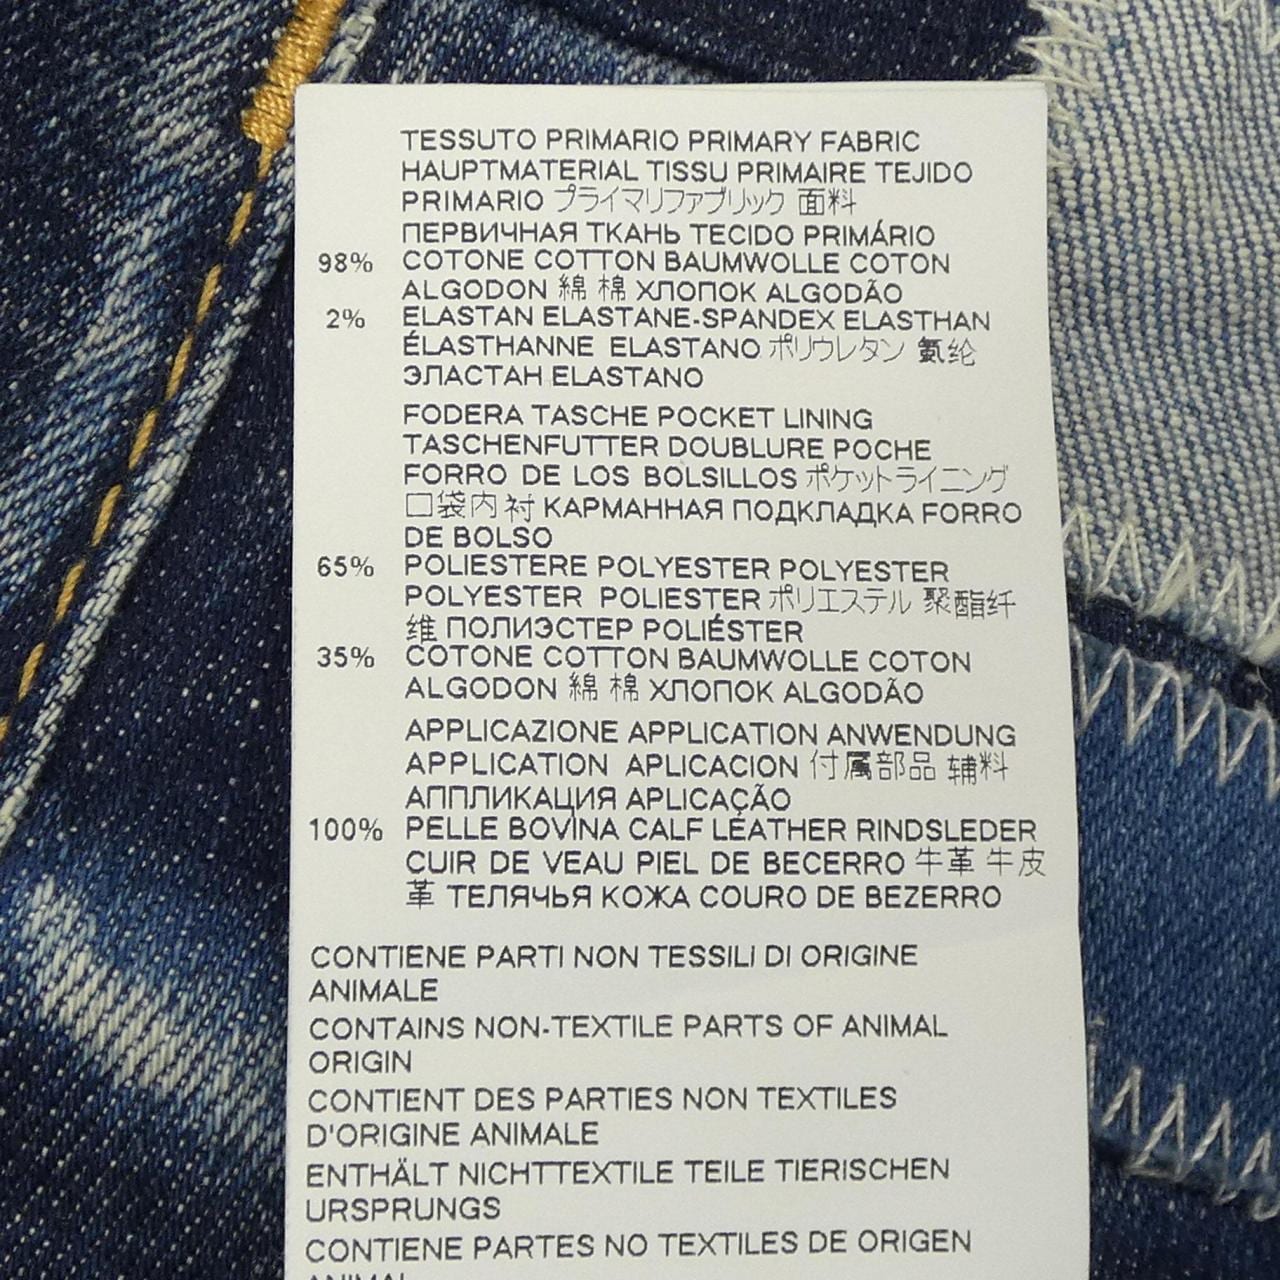 TESSUTO PRIMARIO PRIMARY FABRIC
HAUPTMATERIAL TISSU PRIMAIRE TEJIDO
PRIMARIO プライマリファブリック 面料
ПЕРВИЧНАЯ ТКАНЬ TECIDO PRIMÁRIO
98% COTONE COTTON BAUMWOLLE COTON
ALGODON 綿 棉 ХЛОПОК ALGODÃO
2% ELASTAN ELASTANE-SPANDEX ELASTHAN
ÉLASTHANNE ELASTANO ポリウレタン 氨纶
ЭЛАСТАН ELASTANO
FODERA TASCHE POCKET LINING
TASCHENFUTTER DOUBLURE POCHE
FORRO DE LOS BOLSILLOS ポケットライニング
口袋内衬 КАРМАННАЯ ПОДКЛАДКА FORRO
DE BOLSO
65% POLIESTERE POLYESTER POLYESTER
POLYESTER POLIESTER ポリエステル 聚酯纤
维 ПОЛИЭСТЕР POLIÉSTER
35% COTONE COTTON BAUMWOLLE COTON
ALGODON 綿 棉 ХЛОПОК ALGODÃO
APPLICAZIONE APPLICATION ANWENDUNG
APPLICATION APLICACION 付属部品 辅料
АППЛИКАЦИЯ APLICAÇÃO
100% PELLE BOVINA CALF LEATHER RINDSLEDER
CUIR DE VEAU PIEL DE BECERRO 牛革 牛皮
革 ТЕЛЯЧЬЯ КОЖА COURO DE BEZERRO
CONTIENE PARTI NON TESSILI DI ORIGINE
ANIMALE
CONTAINS NON-TEXTILE PARTS OF ANIMAL
ORIGIN
CONTIENT DES PARTIES NON TEXTILES
D'ORIGINE ANIMALE
ENTHÄLT NICHTTEXTILE TEILE TIERISCHEN
URSPRUNGS
CONTIENE PARTES NO TEXTILES DE ORIGEN